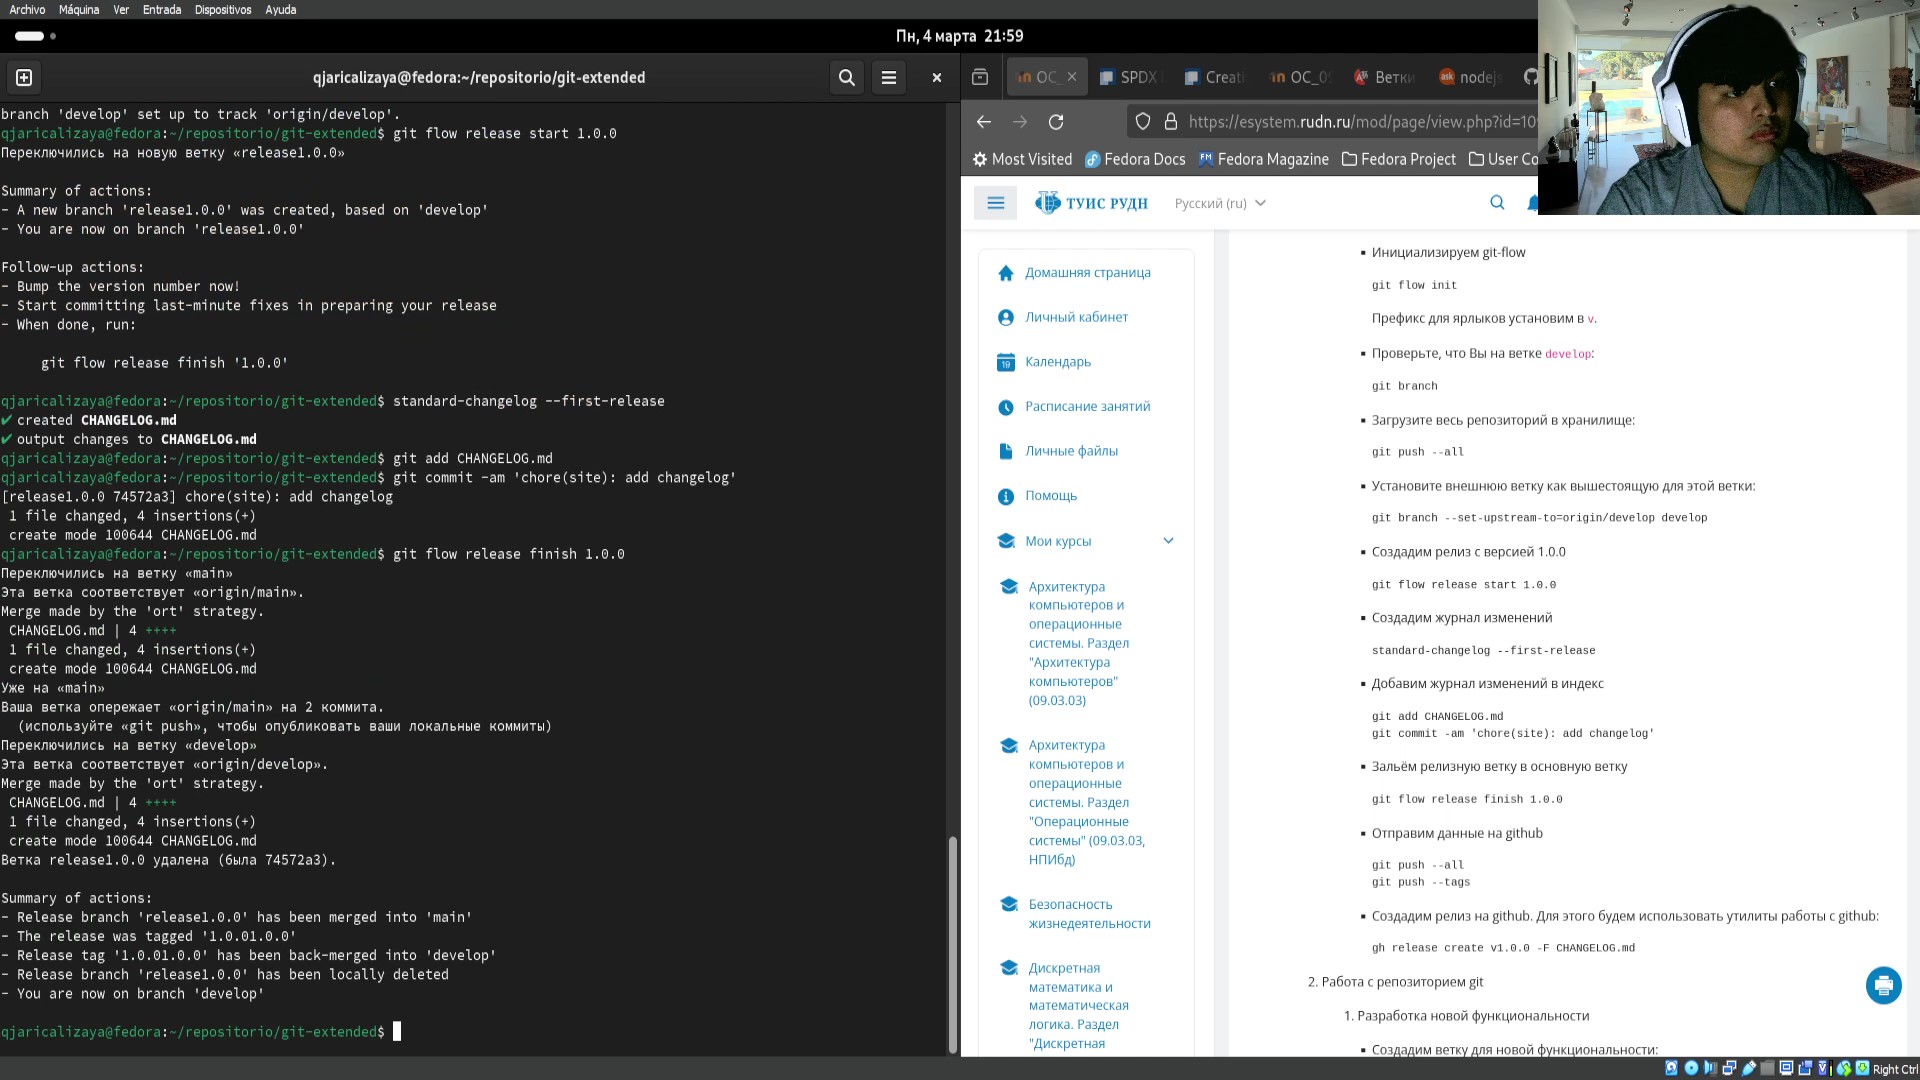 Archivo Máquina Ver Entrada Dispositivos Ayuda
Пн, 4 марта 21:59
qjaricalizaya@fedora:~/repositorio/git-extended
branch 'develop' set up to track 'origin/develop'.
qjaricalizaya@fedora:~/repositorio/git-extended$ git flow release start 1.0.0
Переключились на новую ветку «release1.0.0»
Summary of actions:
- A new branch 'release1.0.0' was created, based on 'develop'
- You are now on branch 'release1.0.0'
Follow-up actions:
- Bump the version number now!
- Start committing last-minute fixes in preparing your release
- When done, run:
git flow release finish '1.0.0'
qjaricalizaya@fedora:~/repositorio/git-extended$ standard-changelog --first-release
✔ created CHANGELOG.md
✔ output changes to CHANGELOG.md
qjaricalizaya@fedora:~/repositorio/git-extended$ git add CHANGELOG.md
qjaricalizaya@fedora:~/repositorio/git-extended$ git commit -am 'chore(site): add changelog'
[release1.0.0 74572a3] chore(site): add changelog
1 file changed, 4 insertions(+)
create mode 100644 CHANGELOG.md
qjaricalizaya@fedora:~/repositorio/git-extended$ git flow release finish 1.0.0
Переключились на ветку «main»
Эта ветка соответствует «origin/main».
Merge made by the 'ort' strategy.
CHANGELOG.md | 4 ++++
1 file changed, 4 insertions(+)
create mode 100644 CHANGELOG.md
Уже на «main»
Ваша ветка опережает «origin/main» на 2 коммита.
(используйте «git push», чтобы опубликовать ваши локальные коммиты)
Переключились на ветку «develop»
Эта ветка соответствует «origin/develop».
Merge made by the 'ort' strategy.
CHANGELOG.md | 4 ++++
1 file changed, 4 insertions(+)
create mode 100644 CHANGELOG.md
Ветка release1.0.0 удалена (была 74572a3).
Summary of actions:
- Release branch 'release1.0.0' has been merged into 'main'
- The release was tagged '1.0.01.0.0'
- Release tag '1.0.01.0.0' has been back-merged into 'develop'
- Release branch 'release1.0.0' has been locally deleted
- You are now on branch 'develop'
qjaricalizaya@fedora:~/repositorio/git-extended$
OC_ SPDX Creati OC_0 Ветки nodejs
https://esystem.rudn.ru/mod/page/view.php?id=10
Most Visited Fedora Docs Fedora Magazine Fedora Project User Co
ТУИС РУДН Русский (ru)
Домашняя страница
Личный кабинет
Календарь
Расписание занятий
Личные файлы
Помощь
Мои курсы
Архитектура
компьютеров и
операционные
системы. Раздел
"Архитектура
компьютеров"
(09.03.03)
Архитектура
компьютеров и
операционные
системы. Раздел
"Операционные
системы" (09.03.03,
НПИбд)
Безопасность
жизнедеятельности
Дискретная
математика и
математическая
логика. Раздел
"Дискретная
Инициализируем git-flow
git flow init
Префикс для ярлыков установим в v.
Проверьте, что Вы на ветке develop:
git branch
Загрузите весь репозиторий в хранилище:
git push --all
Установите внешнюю ветку как вышестоящую для этой ветки:
git branch --set-upstream-to=origin/develop develop
Создадим релиз с версией 1.0.0
git flow release start 1.0.0
Создадим журнал изменений
standard-changelog --first-release
Добавим журнал изменений в индекс
git add CHANGELOG.md
git commit -am 'chore(site): add changelog'
Зальём релизную ветку в основную ветку
git flow release finish 1.0.0
Отправим данные на github
git push --all
git push --tags
Создадим релиз на github. Для этого будем использовать утилиты работы с github:
gh release create v1.0.0 -F CHANGELOG.md
2. Работа с репозиторием git
1. Разработка новой функциональности
Создадим ветку для новой функциональности:
Right Ctrl